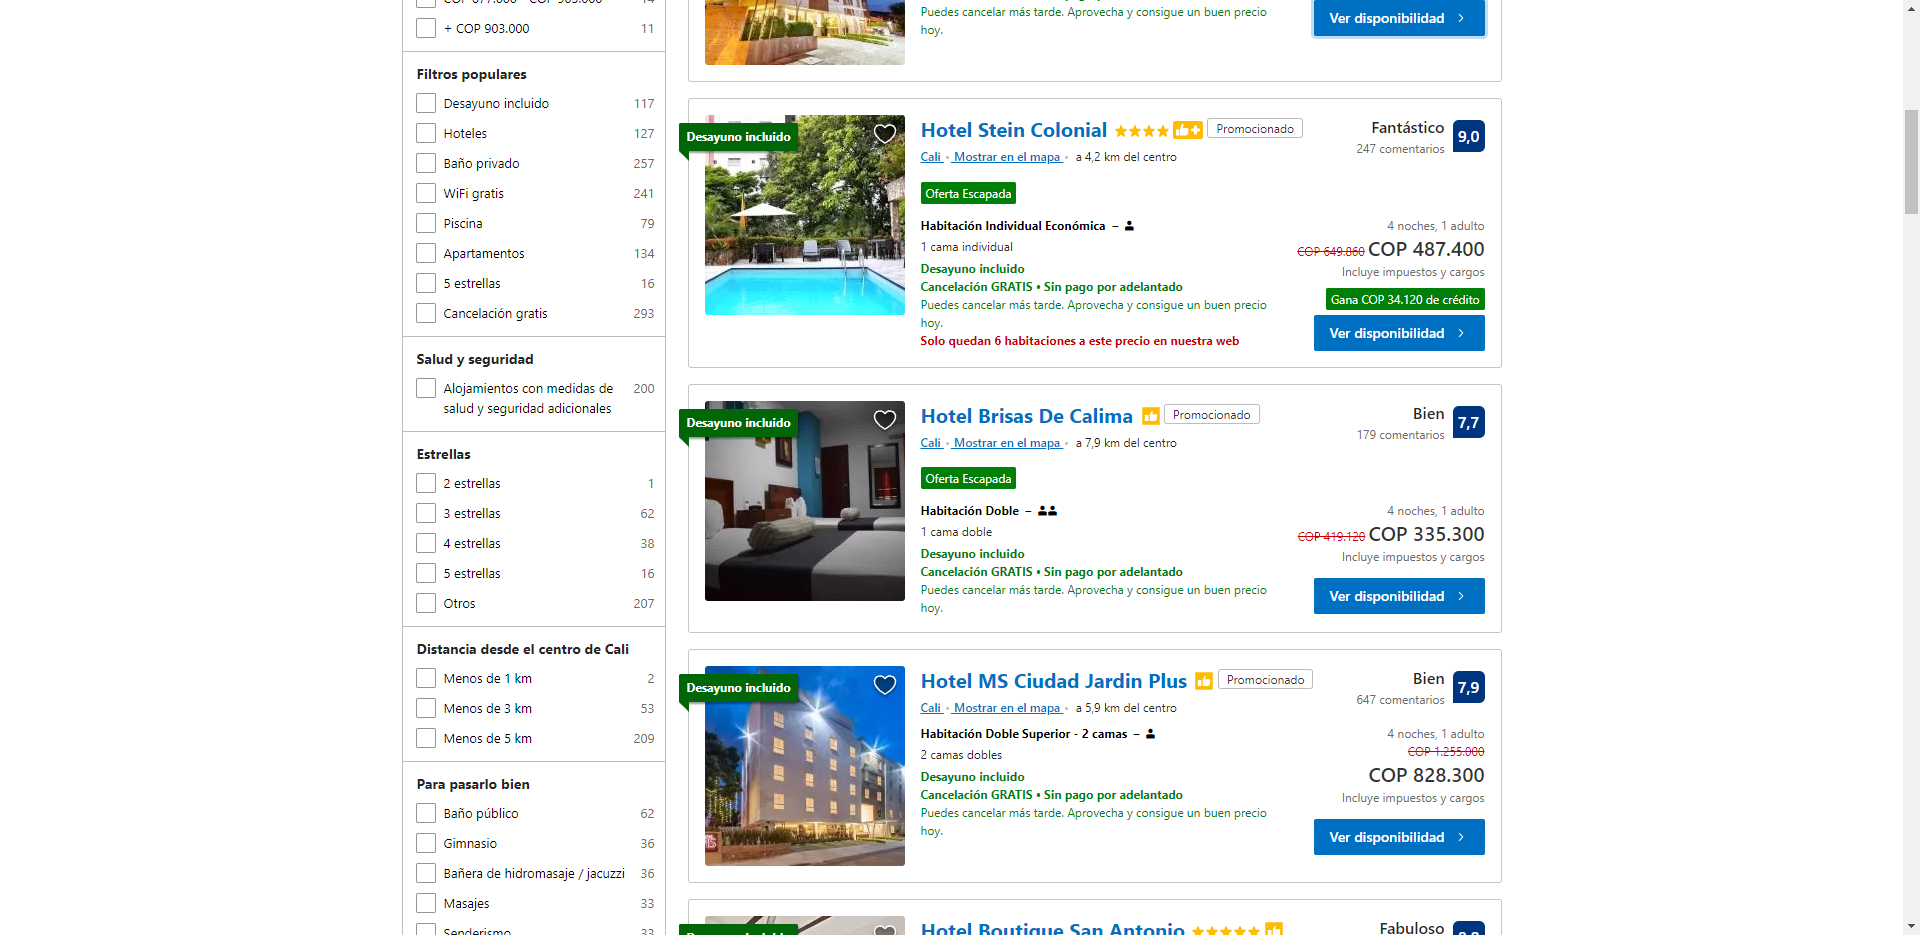 + COP 903.000 11
Filtros populares
Desayuno incluido 117
Hoteles 127
Baño privado 257
WiFi gratis 241
Piscina 79
Apartamentos 134
5 estrellas 16
Cancelación gratis 293
Salud y seguridad
Alojamientos con medidas de 200
salud y seguridad adicionales
Estrellas
2 estrellas 1
3 estrellas 62
4 estrellas 38
5 estrellas 16
Otros 207
Distancia desde el centro de Cali
Menos de 1 km 2
Menos de 3 km 53
Menos de 5 km 209
Para pasarlo bien
Baño público 62
Gimnasio 36
Bañera de hidromasaje / jacuzzi 36
Masajes 33
Senderismo 33
Puedes cancelar más tarde. Aprovecha y consigue un buen precio
hoy.
Ver disponibilidad
Desayuno incluido
Hotel Stein Colonial Promocionado
Cali • Mostrar en el mapa • a 4,2 km del centro
Fantástico 9,0
247 comentarios
Oferta Escapada
Habitación Individual Económica –
1 cama individual
Desayuno incluido
Cancelación GRATIS • Sin pago por adelantado
Puedes cancelar más tarde. Aprovecha y consigue un buen precio
hoy.
Solo quedan 6 habitaciones a este precio en nuestra web
4 noches, 1 adulto
COP 649.860 COP 487.400
Incluye impuestos y cargos
Gana COP 34.120 de crédito
Ver disponibilidad
Desayuno incluido
Hotel Brisas De Calima Promocionado
Cali • Mostrar en el mapa • a 7,9 km del centro
Bien 7,7
179 comentarios
Oferta Escapada
Habitación Doble –
1 cama doble
Desayuno incluido
Cancelación GRATIS • Sin pago por adelantado
Puedes cancelar más tarde. Aprovecha y consigue un buen precio
hoy.
4 noches, 1 adulto
COP 419.120 COP 335.300
Incluye impuestos y cargos
Ver disponibilidad
Desayuno incluido
Hotel MS Ciudad Jardin Plus Promocionado
Cali • Mostrar en el mapa • a 5,9 km del centro
Bien 7,9
647 comentarios
Habitación Doble Superior - 2 camas –
2 camas dobles
Desayuno incluido
Cancelación GRATIS • Sin pago por adelantado
Puedes cancelar más tarde. Aprovecha y consigue un buen precio
hoy.
4 noches, 1 adulto
COP 1.255.000
COP 828.300
Incluye impuestos y cargos
Ver disponibilidad
Hotel Boutique San Antonio
Fabuloso